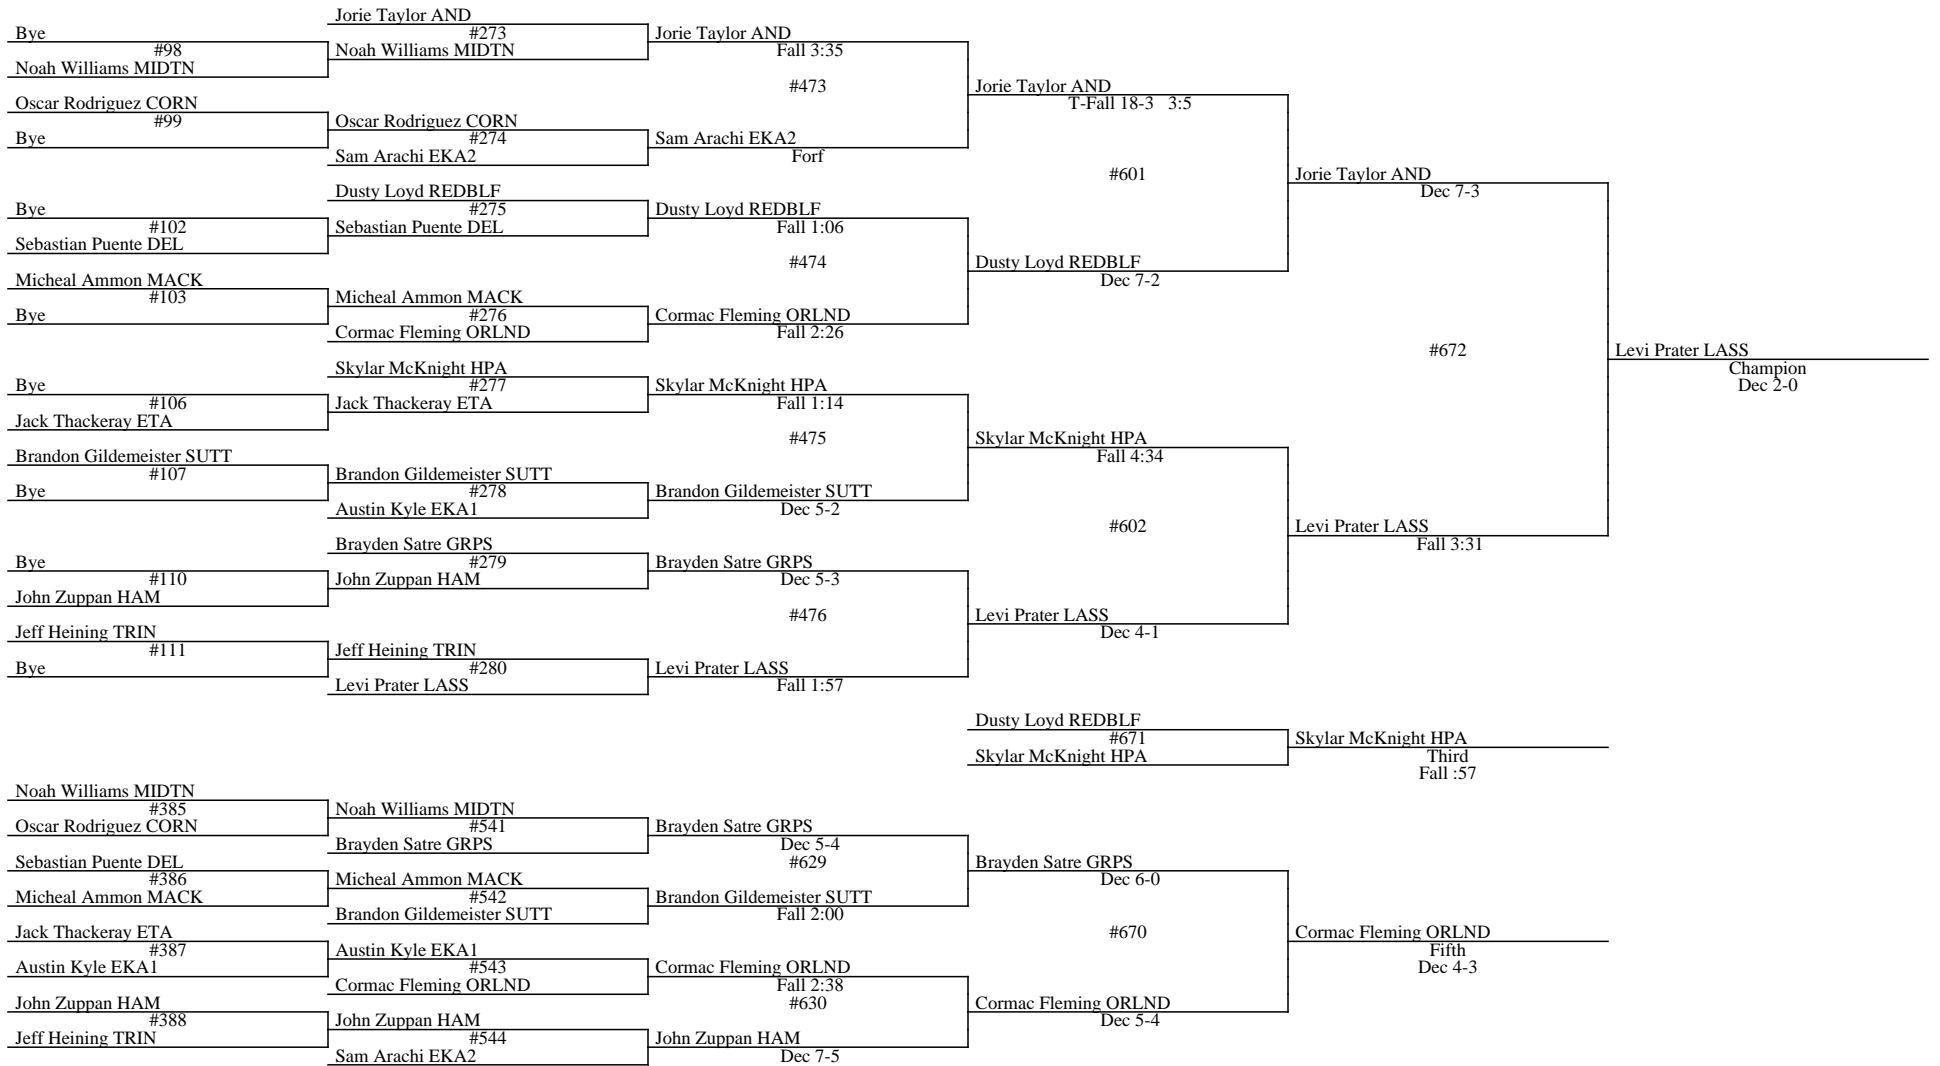 Jorie Taylor AND
Bye
#273
Jorie Taylor AND
#98
Noah Williams MIDTN
Fall 3:35
Noah Williams MIDTN
#473
Jorie Taylor AND
Oscar Rodriguez CORN
T-Fall 18-3 3:5
#99
Oscar Rodriguez CORN
Bye
#274
Sam Arachi EKA2
Sam Arachi EKA2
Forf
#601
Jorie Taylor AND
Dusty Loyd REDBLF
Dec 7-3
Bye
#275
Dusty Loyd REDBLF
#102
Sebastian Puente DEL
Fall 1:06
Sebastian Puente DEL
#474
Dusty Loyd REDBLF
Micheal Ammon MACK
Dec 7-2
#103
Micheal Ammon MACK
Bye
#276
Cormac Fleming ORLND
Cormac Fleming ORLND
Fall 2:26
#672
Levi Prater LASS
Skylar McKnight HPA
Champion
Bye
#277
Skylar McKnight HPA
Dec 2-0
#106
Jack Thackeray ETA
Fall 1:14
Jack Thackeray ETA
#475
Skylar McKnight HPA
Brandon Gildemeister SUTT
Fall 4:34
#107
Brandon Gildemeister SUTT
Bye
#278
Brandon Gildemeister SUTT
Austin Kyle EKA1
Dec 5-2
#602
Levi Prater LASS
Brayden Satre GRPS
Fall 3:31
Bye
#279
Brayden Satre GRPS
#110
John Zuppan HAM
Dec 5-3
John Zuppan HAM
#476
Levi Prater LASS
Jeff Heining TRIN
Dec 4-1
#111
Jeff Heining TRIN
Bye
#280
Levi Prater LASS
Levi Prater LASS
Fall 1:57
Dusty Loyd REDBLF
#671
Skylar McKnight HPA
Skylar McKnight HPA
Third
Fall :57
Noah Williams MIDTN
#385
Noah Williams MIDTN
Oscar Rodriguez CORN
#541
Brayden Satre GRPS
Brayden Satre GRPS
Dec 5-4
Sebastian Puente DEL
#629
Brayden Satre GRPS
#386
Micheal Ammon MACK
Dec 6-0
Micheal Ammon MACK
#542
Brandon Gildemeister SUTT
Brandon Gildemeister SUTT
Fall 2:00
Jack Thackeray ETA
#670
Cormac Fleming ORLND
#387
Austin Kyle EKA1
Fifth
Austin Kyle EKA1
#543
Cormac Fleming ORLND
Dec 4-3
Cormac Fleming ORLND
Fall 2:38
John Zuppan HAM
#630
Cormac Fleming ORLND
#388
John Zuppan HAM
Dec 5-4
Jeff Heining TRIN
#544
John Zuppan HAM
Sam Arachi EKA2
Dec 7-5